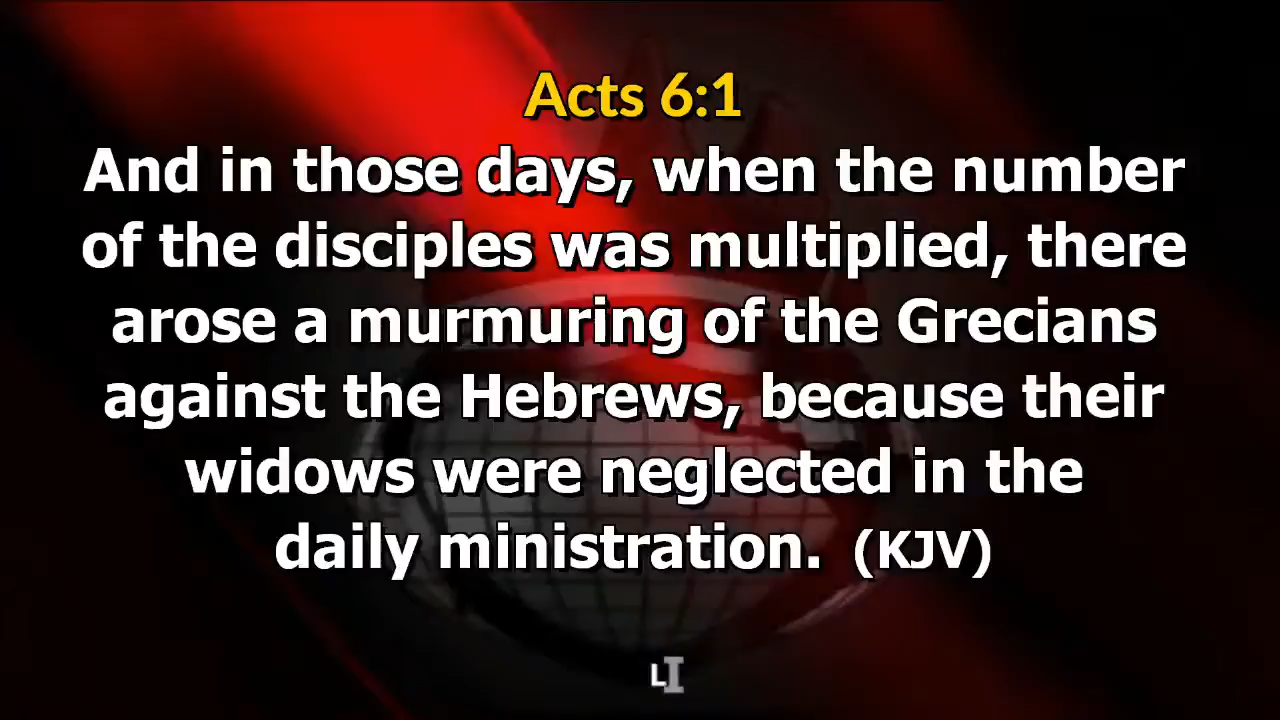 Acts 6:1
And in those days, when the number
of the disciples was multiplied, there
arose a murmuring of the Grecians
against the Hebrews, because their
widows were neglected in the
daily ministration. (KJV)
LI